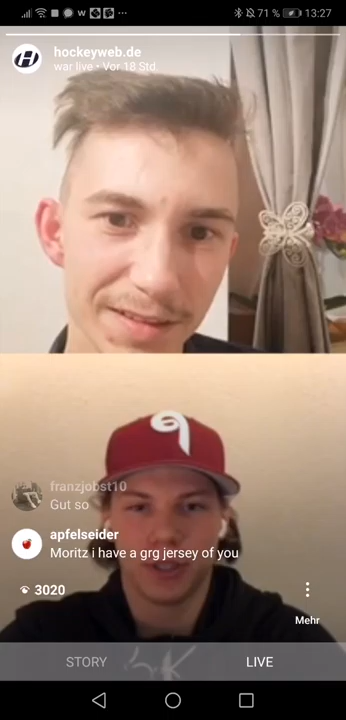 71 % 13:27
hockeyweb.de
war live • Vor 18 Std.
franzjobst10
Gut so
apfelseider
Moritz i have a grg jersey of you
3020
Mehr
STORY LIVE